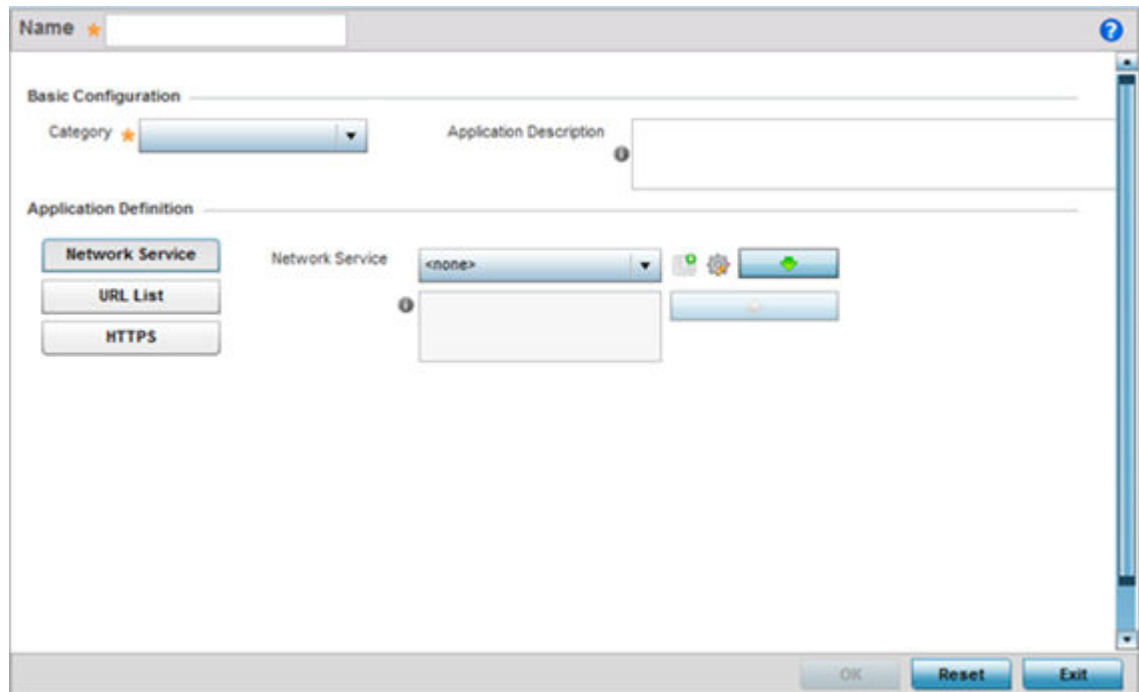 Name
Basic Configuration
Category
Application Description
Application Definition
Network Service
URL List
HTTPS
Network Service
<none>
OK
Reset
Exit